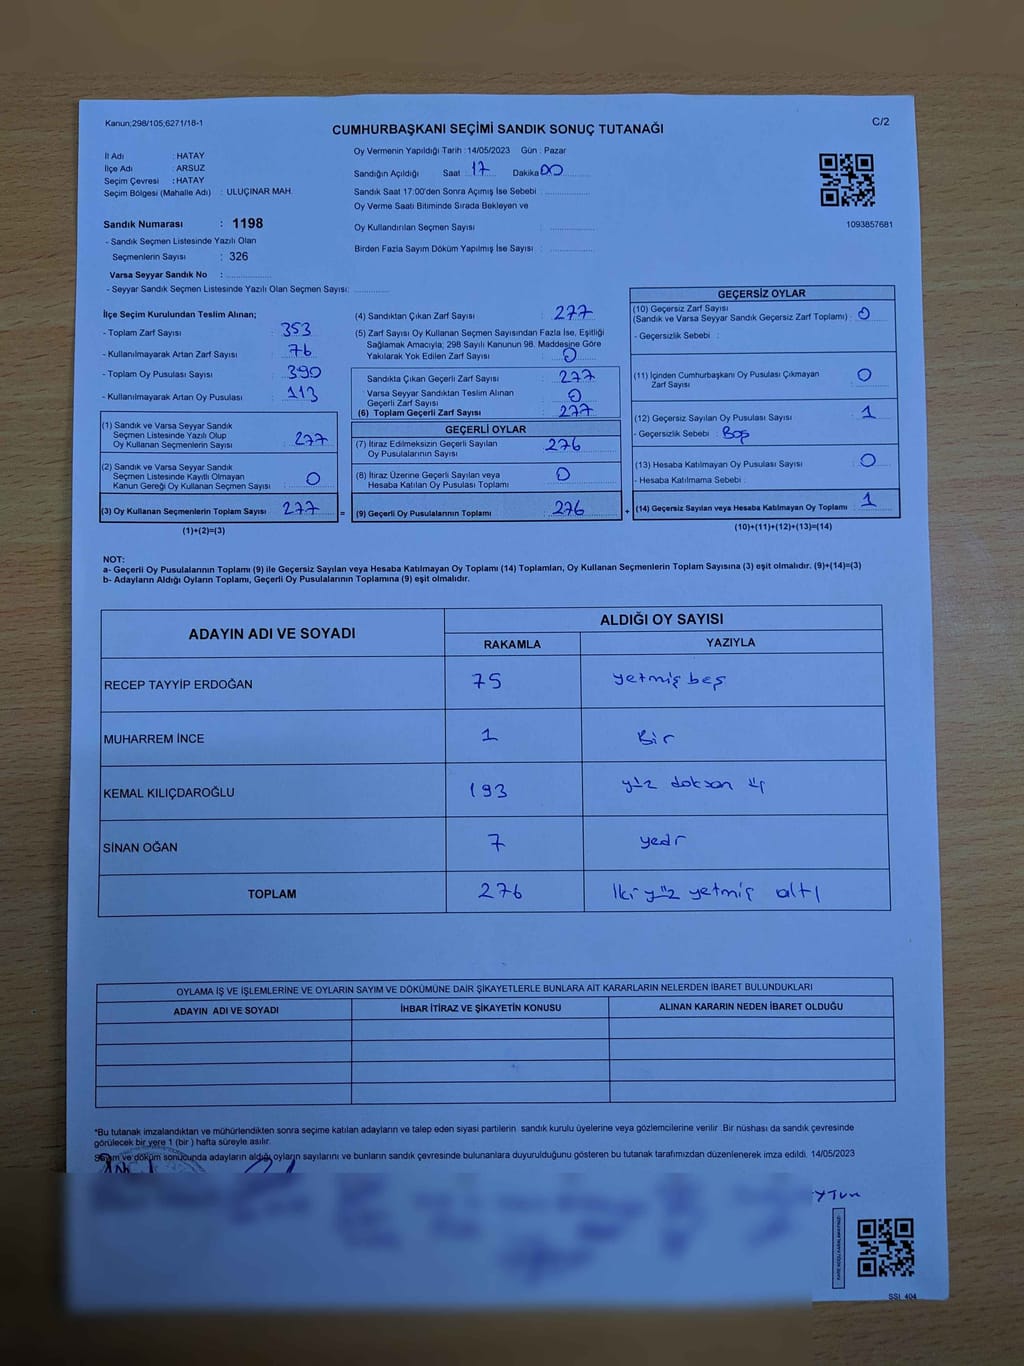 Kanun;298/105;6271/18-1
C/2
CUMHURBAŞKANI SEÇİMİ SANDIK SONUÇ TUTANAĞI
İl Adı : HATAY
İlçe Adı : ARSUZ
Seçim Çevresi : HATAY
Seçim Bölgesi (Mahalle Adı) : ULUÇINAR MAH.
Oy Vermenin Yapıldığı Tarih : 14/05/2023 Gün : Pazar
Sandığın Açıldığı Saat 17 Dakika 00
Sandık Saat 17:00'den Sonra Açımış İse Sebebi :
Oy Verme Saati Bitiminde Sırada Bekleyen ve
Oy Kullandırılan Seçmen Sayısı :
Birden Fazla Sayım Döküm Yapılmış İse Sayısı :
1093857681
Sandık Numarası : 1198
- Sandık Seçmen Listesinde Yazılı Olan
Seçmenlerin Sayısı : 326
Varsa Seyyar Sandık No :
- Seyyar Sandık Seçmen Listesinde Yazılı Olan Seçmen Sayısı:
İlçe Seçim Kurulundan Teslim Alınan;
- Toplam Zarf Sayısı : 353
- Kullanılmayarak Artan Zarf Sayısı : 76
- Toplam Oy Pusulası Sayısı : 390
- Kullanılmayarak Artan Oy Pusulası : 113
(1) Sandık ve Varsa Seyyar Sandık
Seçmen Listesinde Yazılı Olup
Oy Kullanan Seçmenlerin Sayısı : 277
(2) Sandık ve Varsa Seyyar Sandık
Seçmen Listesinde Kayıtlı Olmayan
Kanun Gereği Oy Kullanan Seçmen Sayısı : 0
(3) Oy Kullanan Seçmenlerin Toplam Sayısı : 277
(1)+(2)=(3)
(4) Sandıktan Çıkan Zarf Sayısı : 277
(5) Zarf Sayısı Oy Kullanan Seçmen Sayısından Fazla İse, Eşitliği
Sağlamak Amacıyla; 298 Sayılı Kanunun 98. Maddesine Göre
Yakılarak Yok Edilen Zarf Sayısı : 0
Sandıkta Çıkan Geçerli Zarf Sayısı : 277
Varsa Seyyar Sandıktan Teslim Alınan
Geçerli Zarf Sayısı : 0
(6) Toplam Geçerli Zarf Sayısı : 277
GEÇERLİ OYLAR
(7) İtiraz Edilmeksizin Geçerli Sayılan
Oy Pusulalarının Sayısı : 276
(8) İtiraz Üzerine Geçerli Sayılan veya
Hesaba Katılan Oy Pusulası Toplamı : 0
= (9) Geçerli Oy Pusulalarının Toplamı : 276
GEÇERSİZ OYLAR
(10) Geçersiz Zarf Sayısı
(Sandık ve Varsa Seyyar Sandık Geçersiz Zarf Toplamı) : 0
- Geçersizlik Sebebi :
(11) İçinden Cumhurbaşkanı Oy Pusulası Çıkmayan
Zarf Sayısı : 0
(12) Geçersiz Sayılan Oy Pusulası Sayısı : 1
- Geçersizlik Sebebi : Boş
(13) Hesaba Katılmayan Oy Pusulası Sayısı : 0
- Hesaba Katılmama Sebebi :
+ (14) Geçersiz Sayılan veya Hesaba Katılmayan Oy Toplamı : 1
(10)+(11)+(12)+(13)=(14)
NOT:
a- Geçerli Oy Pusulalarının Toplamı (9) ile Geçersiz Sayılan veya Hesaba Katılmayan Oy Toplamı (14) Toplamları, Oy Kullanan Seçmenlerin Toplam Sayısına (3) eşit olmalıdır. (9)+(14)=(3)
b- Adayların Aldığı Oyların Toplamı, Geçerli Oy Pusulalarının Toplamına (9) eşit olmalıdır.
ADAYIN ADI VE SOYADI ALDIĞI OY SAYISI
RAKAMLA YAZIYLA
RECEP TAYYİP ERDOĞAN 75 yetmiş beş
MUHARREM İNCE 1 Bir
KEMAL KILIÇDAROĞLU 193 yüz doksan üç
SİNAN OĞAN 7 yedi
TOPLAM 276 İki yüz yetmiş altı
OYLAMA İŞ VE İŞLEMLERİNE VE OYLARIN SAYIM VE DÖKÜMÜNE DAİR ŞİKAYETLERLE BUNLARA AİT KARARLARIN NELERDEN İBARET BULUNDUKLARI
ADAYIN ADI VE SOYADI İHBAR İTİRAZ VE ŞİKAYETİN KONUSU ALINAN KARARIN NEDEN İBARET OLDUĞU
*Bu tutanak imzalandıktan ve mühürlendikten sonra seçime katılan adayların ve talep eden siyasi partilerin sandık kurulu üyelerine veya gözlemcilerine verilir .Bir nüshası da sandık çevresinde
görülecek bir yere 1 (bir ) hafta süreyle asılır.
Sayım ve döküm sonucunda adayların aldığı oyların sayılarını ve bunların sandık çevresinde bulunanlara duyurulduğunu gösteren bu tutanak tarafımızdan düzenlenerek imza edildi. 14/05/2023
SSI_404